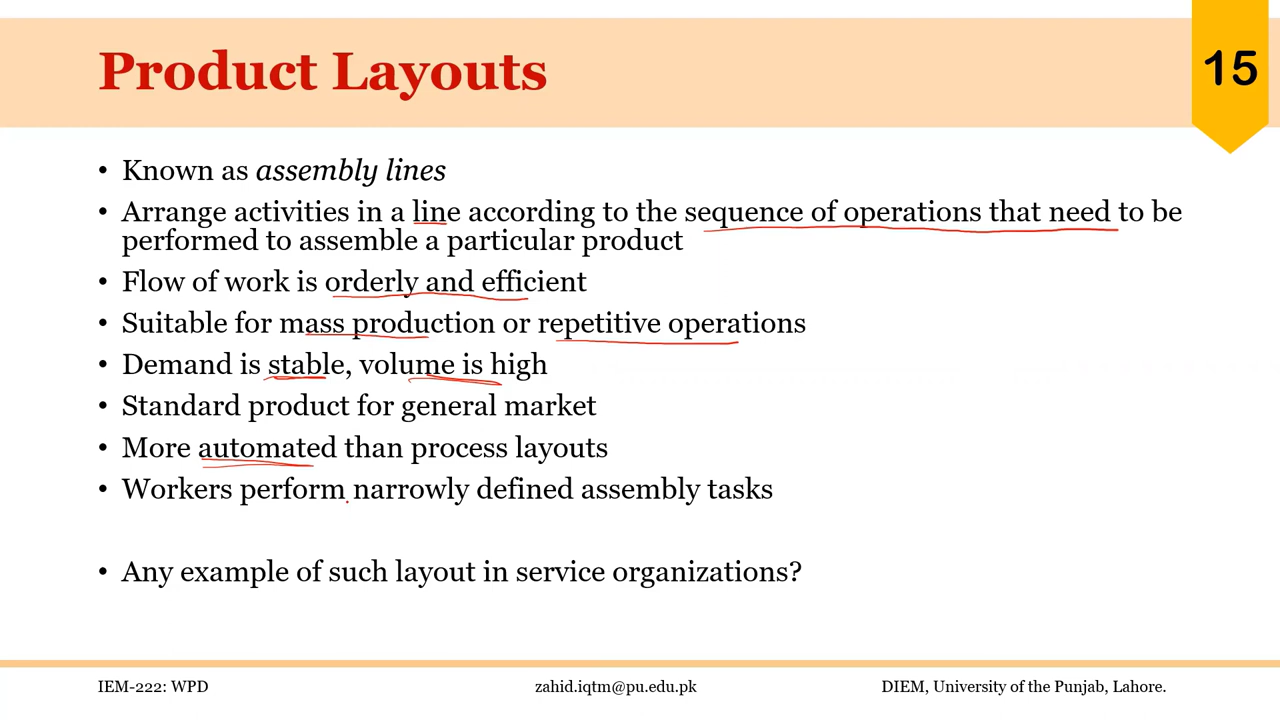 Product Layouts
15
• Known as assembly lines
• Arrange activities in a line according to the sequence of operations that need to be
performed to assemble a particular product
• Flow of work is orderly and efficient
• Suitable for mass production or repetitive operations
• Demand is stable, volume is high
• Standard product for general market
• More automated than process layouts
• Workers perform narrowly defined assembly tasks
• Any example of such layout in service organizations?
IEM-222: WPD
zahid.iqtm@pu.edu.pk
DIEM, University of the Punjab, Lahore.